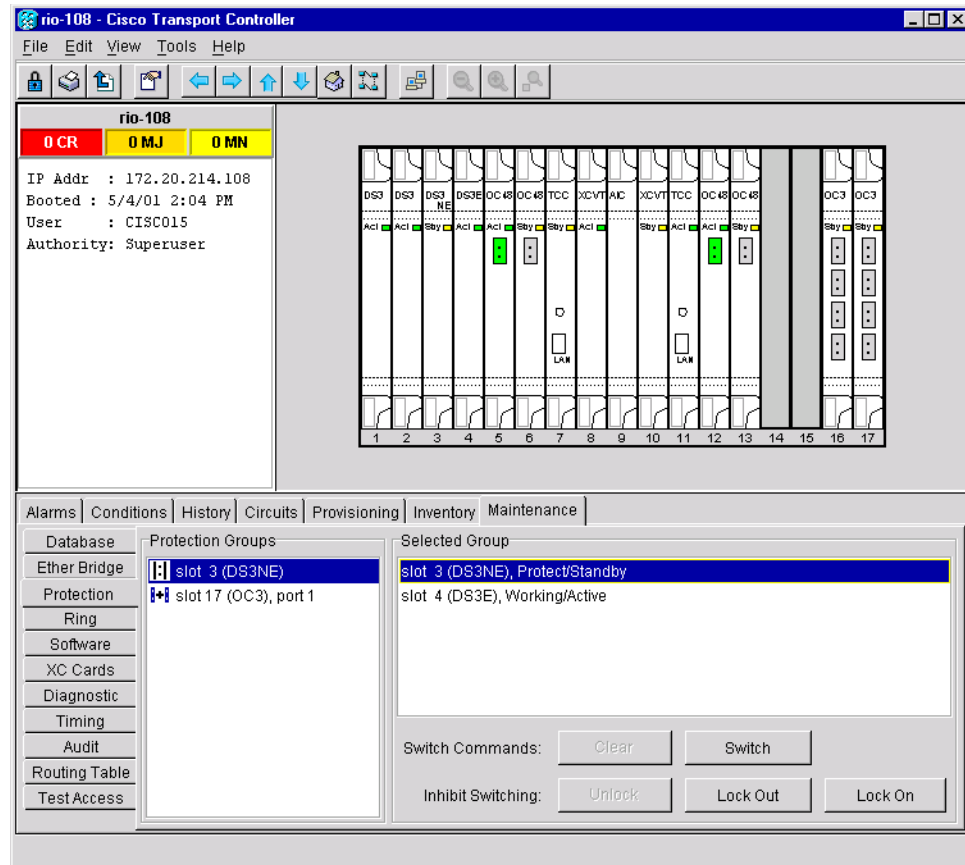 rio-108 - Cisco Transport Controller
File Edit View Tools Help
rio-108
0 CR 0 MJ 0 MN
IP Addr : 172.20.214.108
Booted : 5/4/01 2:04 PM
User : CISCO15
Authority: Superuser
DS3 DS3 DS3 NE DS3E OC48 OC48 TCC XCVT AIC XCVT TCC OC48 OC48 OC3 OC3
Act Act Sby Act Act Sby Sby Act Sby Act Act Sby Sby Sby
LAN LAN
1 2 3 4 5 6 7 8 9 10 11 12 13 14 15 16 17
Alarms Conditions History Circuits Provisioning Inventory Maintenance
Database
Ether Bridge
Protection
Ring
Software
XC Cards
Diagnostic
Timing
Audit
Routing Table
Test Access
Protection Groups
slot 3 (DS3NE)
slot 17 (OC3), port 1
Selected Group
slot 3 (DS3NE), Protect/Standby
slot 4 (DS3E), Working/Active
Switch Commands: Clear Switch
Inhibit Switching: Unlock Lock Out Lock On